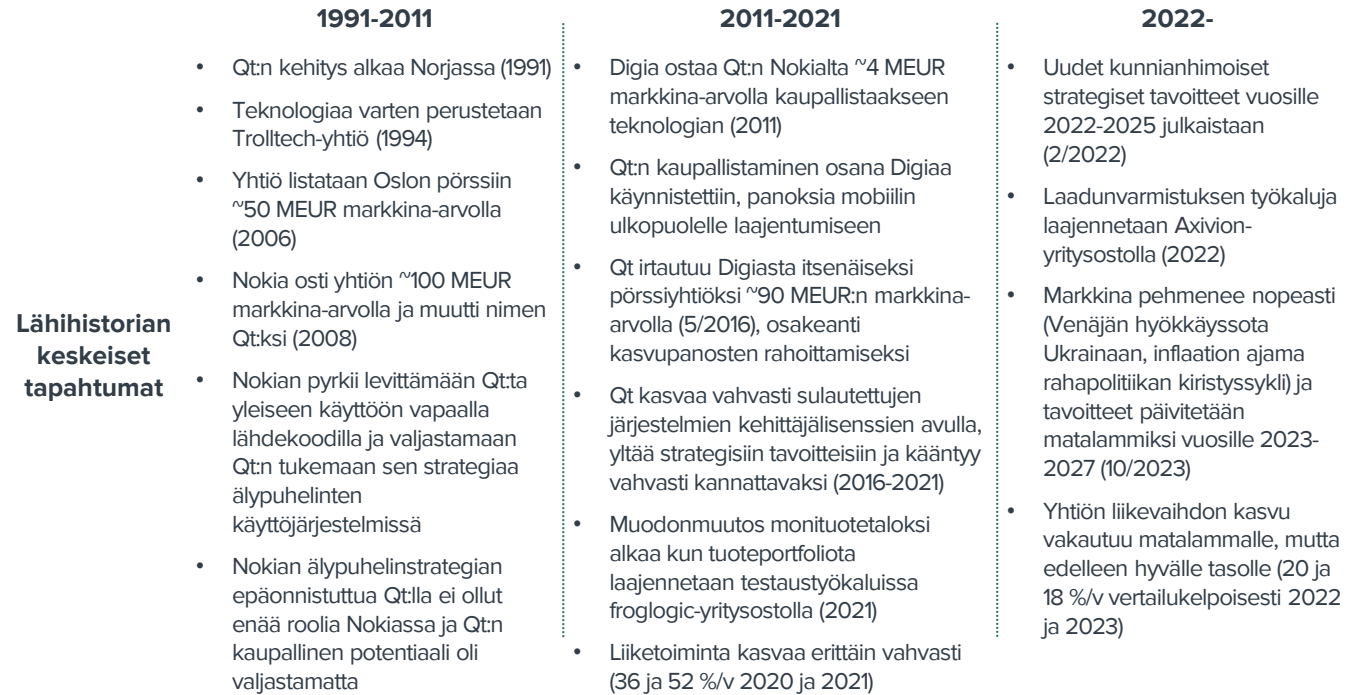 Lähihistorian
keskeiset
tapahtumat
1991-2011
• Qt:n kehitys alkaa Norjassa (1991)
• Teknologiaa varten perustetaan
Trolltech-yhtiö (1994)
• Yhtiö listataan Oslon pörssiin
~50 MEUR markkina-arvolla
(2006)
• Nokia osti yhtiön ~100 MEUR
markkina-arvolla ja muutti nimen
Qt:ksi (2008)
• Nokian pyrkii levittämään Qt:ta
yleiseen käyttöön vapaalla
lähdekoodilla ja valjastamaan
Qt:n tukemaan sen strategiaa
älypuhelinten
käyttöjärjestelmissä
• Nokian älypuhelinstrategian
epäonnistuttua Qt:lla ei ollut
enää roolia Nokiassa ja Qt:n
kaupallinen potentiaali oli
valjastamatta
2011-2021
• Digia ostaa Qt:n Nokialta ~4 MEUR
markkina-arvolla kaupallistaakseen
teknologian (2011)
• Qt:n kaupallistaminen osana Digiaa
käynnistettiin, panoksia mobiilin
ulkopuolelle laajentumiseen
• Qt irtautuu Digiasta itsenäiseksi
pörssiyhtiöksi ~90 MEUR:n markkina-
arvolla (5/2016), osakeanti
kasvupanosten rahoittamiseksi
• Qt kasvaa vahvasti sulautettujen
järjestelmien kehittäjälisenssien avulla,
yltää strategisiin tavoitteisiin ja kääntyy
vahvasti kannattavaksi (2016-2021)
• Muodonmuutos monituotetaloksi
alkaa kun tuoteportfoliota
laajennetaan testaustyökaluissa
froglogic-yritysostolla (2021)
• Liiketoiminta kasvaa erittäin vahvasti
(36 ja 52 %/v 2020 ja 2021)
2022-
• Uudet kunnianhimoiset
strategiset tavoitteet vuosille
2022-2025 julkaistaan
(2/2022)
• Laadunvarmistuksen työkaluja
laajennetaan Axivion-
yritysostolla (2022)
• Markkina pehmenee nopeasti
(Venäjän hyökkäyssota
Ukrainaan, inflaation ajama
rahapolitiikan kiristyssykli) ja
tavoitteet päivitetään
matalammiksi vuosille 2023-
2027 (10/2023)
• Yhtiön liikevaihdon kasvu
vakautuu matalammalle, mutta
edelleen hyvälle tasolle (20 ja
18 %/v vertailukelpoisesti 2022
ja 2023)